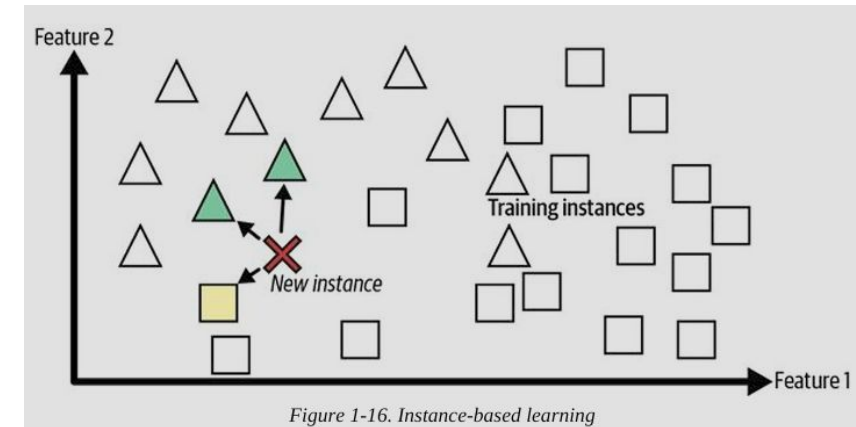 Feature 2
Training instances
New instance
Feature 1
Figure 1-16. Instance-based learning